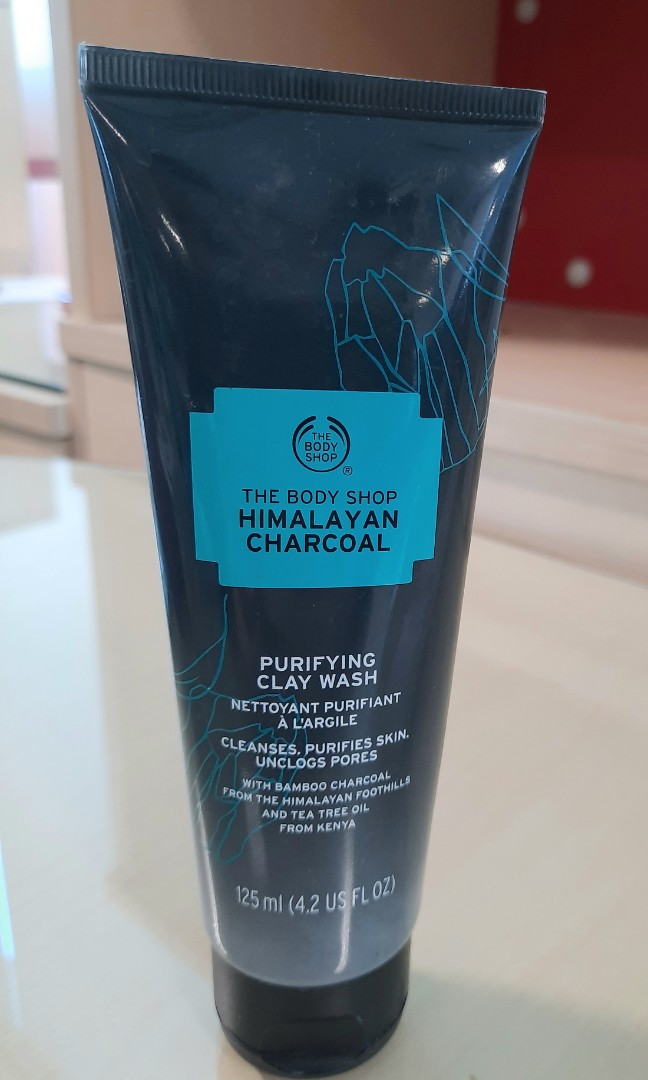 THE
BODY
SHOP
®
THE BODY SHOP
HIMALAYAN
CHARCOAL
PURIFYING
CLAY WASH
NETTOYANT PURIFIANT
À L'ARGILE
CLEANSES, PURIFIES SKIN,
UNCLOGS PORES
WITH BAMBOO CHARCOAL
FROM THE HIMALAYAN FOOTHILLS
AND TEA TREE OIL
FROM KENYA
125 ml (4.2 US FL OZ)